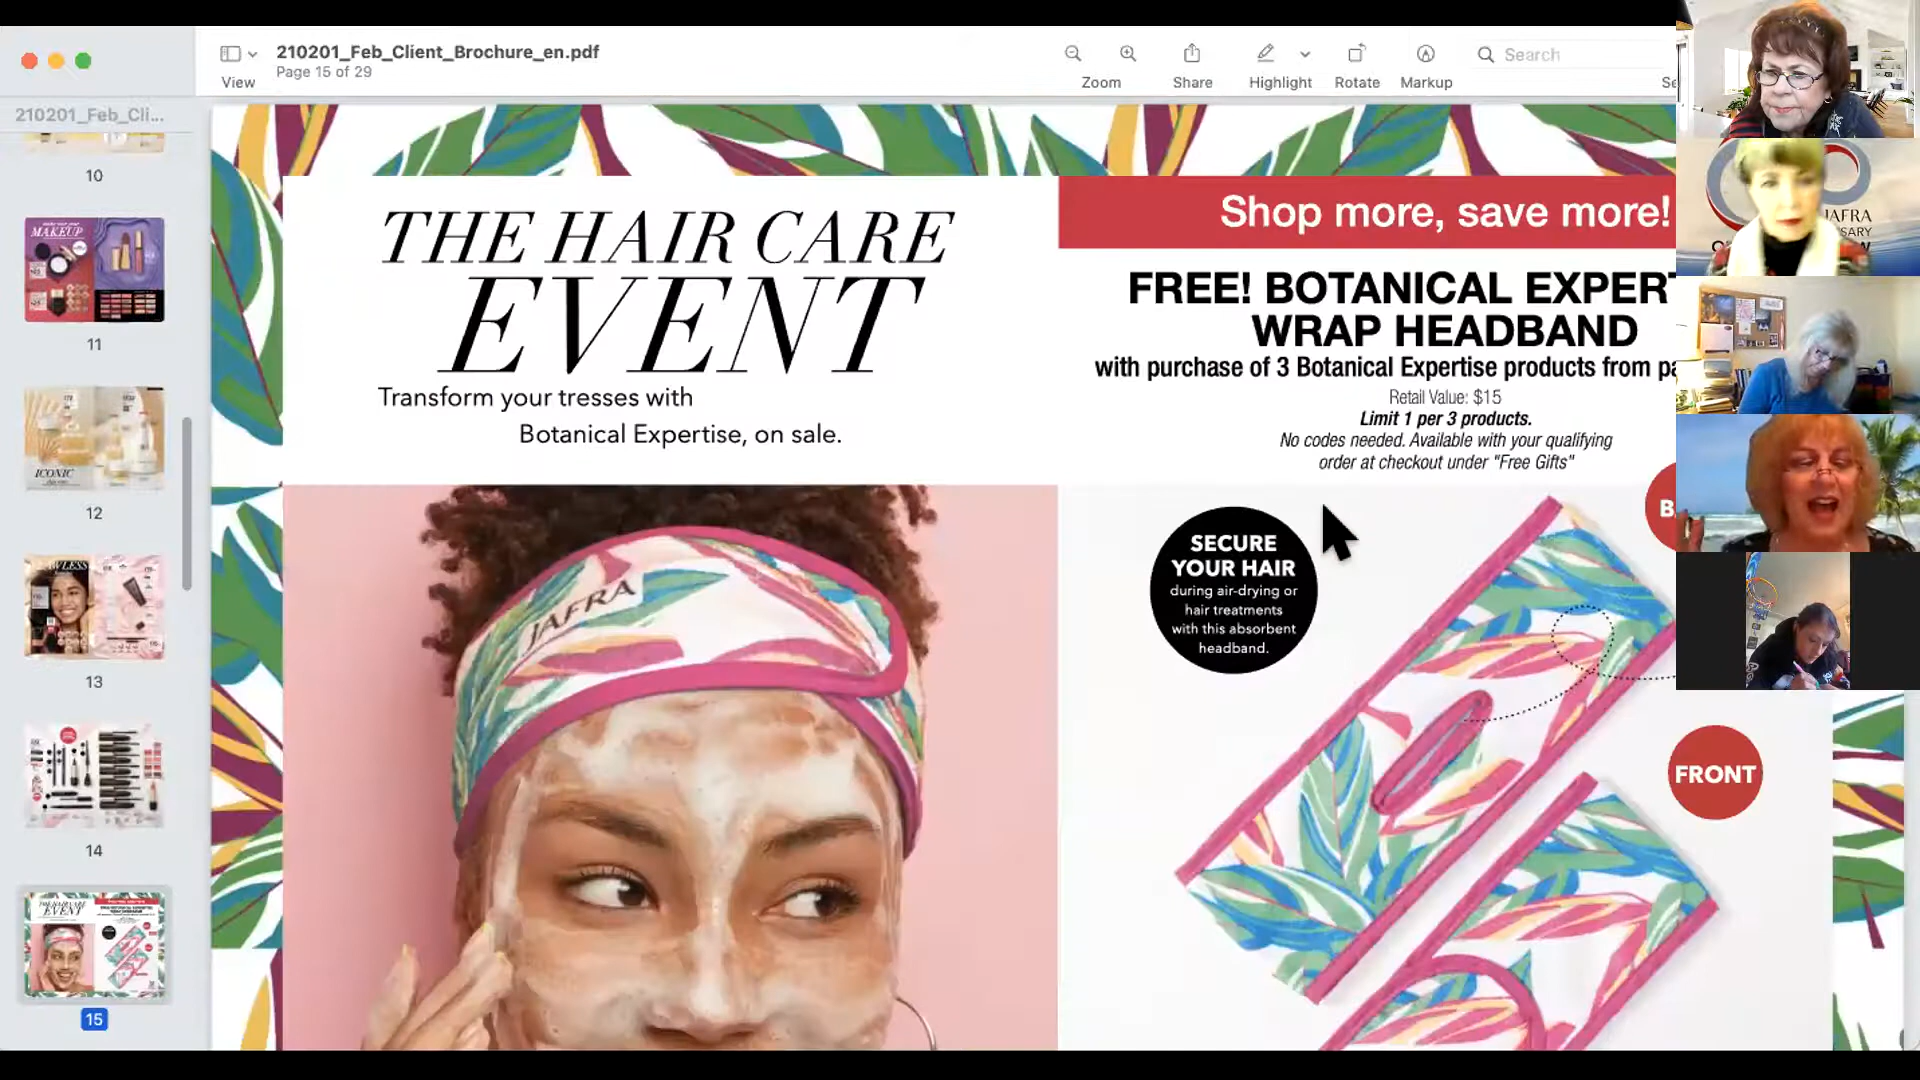 210201_Feb_Client_Brochure_en.pdf
Page 15 of 29
View
Zoom
Share
Highlight
Rotate
Markup
Search
210201_Feb_Cli...
10
MAKEUP
11
ICONIC
12
13
14
15
THE HAIR CARE
EVENT
Transform your tresses with
Botanical Expertise, on sale.
Shop more, save more!
FREE! BOTANICAL EXPERT
WRAP HEADBAND
with purchase of 3 Botanical Expertise products from
Retail Value: $15
Limit 1 per 3 products.
No codes needed. Available with your qualifying
order at checkout under "Free Gifts"
SECURE
YOUR HAIR
during air-drying or
hair treatments
with this absorbent
headband.
JAFRA
FRONT
JAFRA